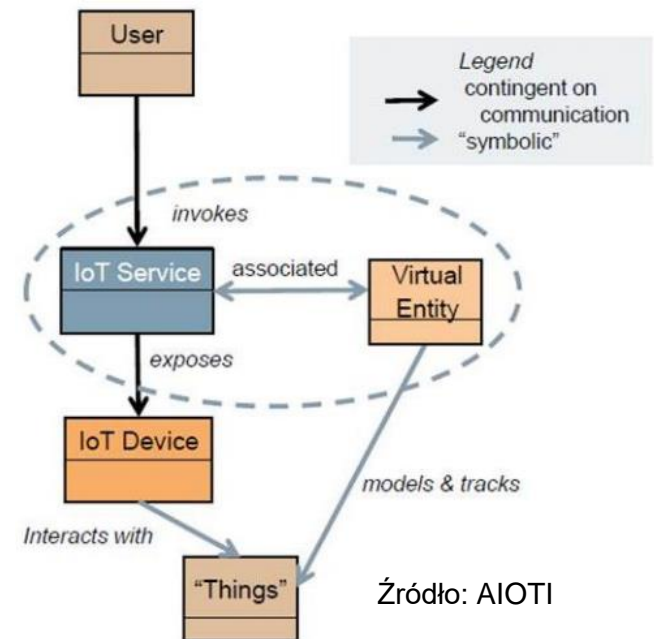 User
Legend
contingent on
communication
"symbolic"
invokes
IoT Service
associated
Virtual
Entity
exposes
IoT Device
models & tracks
Interacts with
"Things"
Źródło: AIOTI